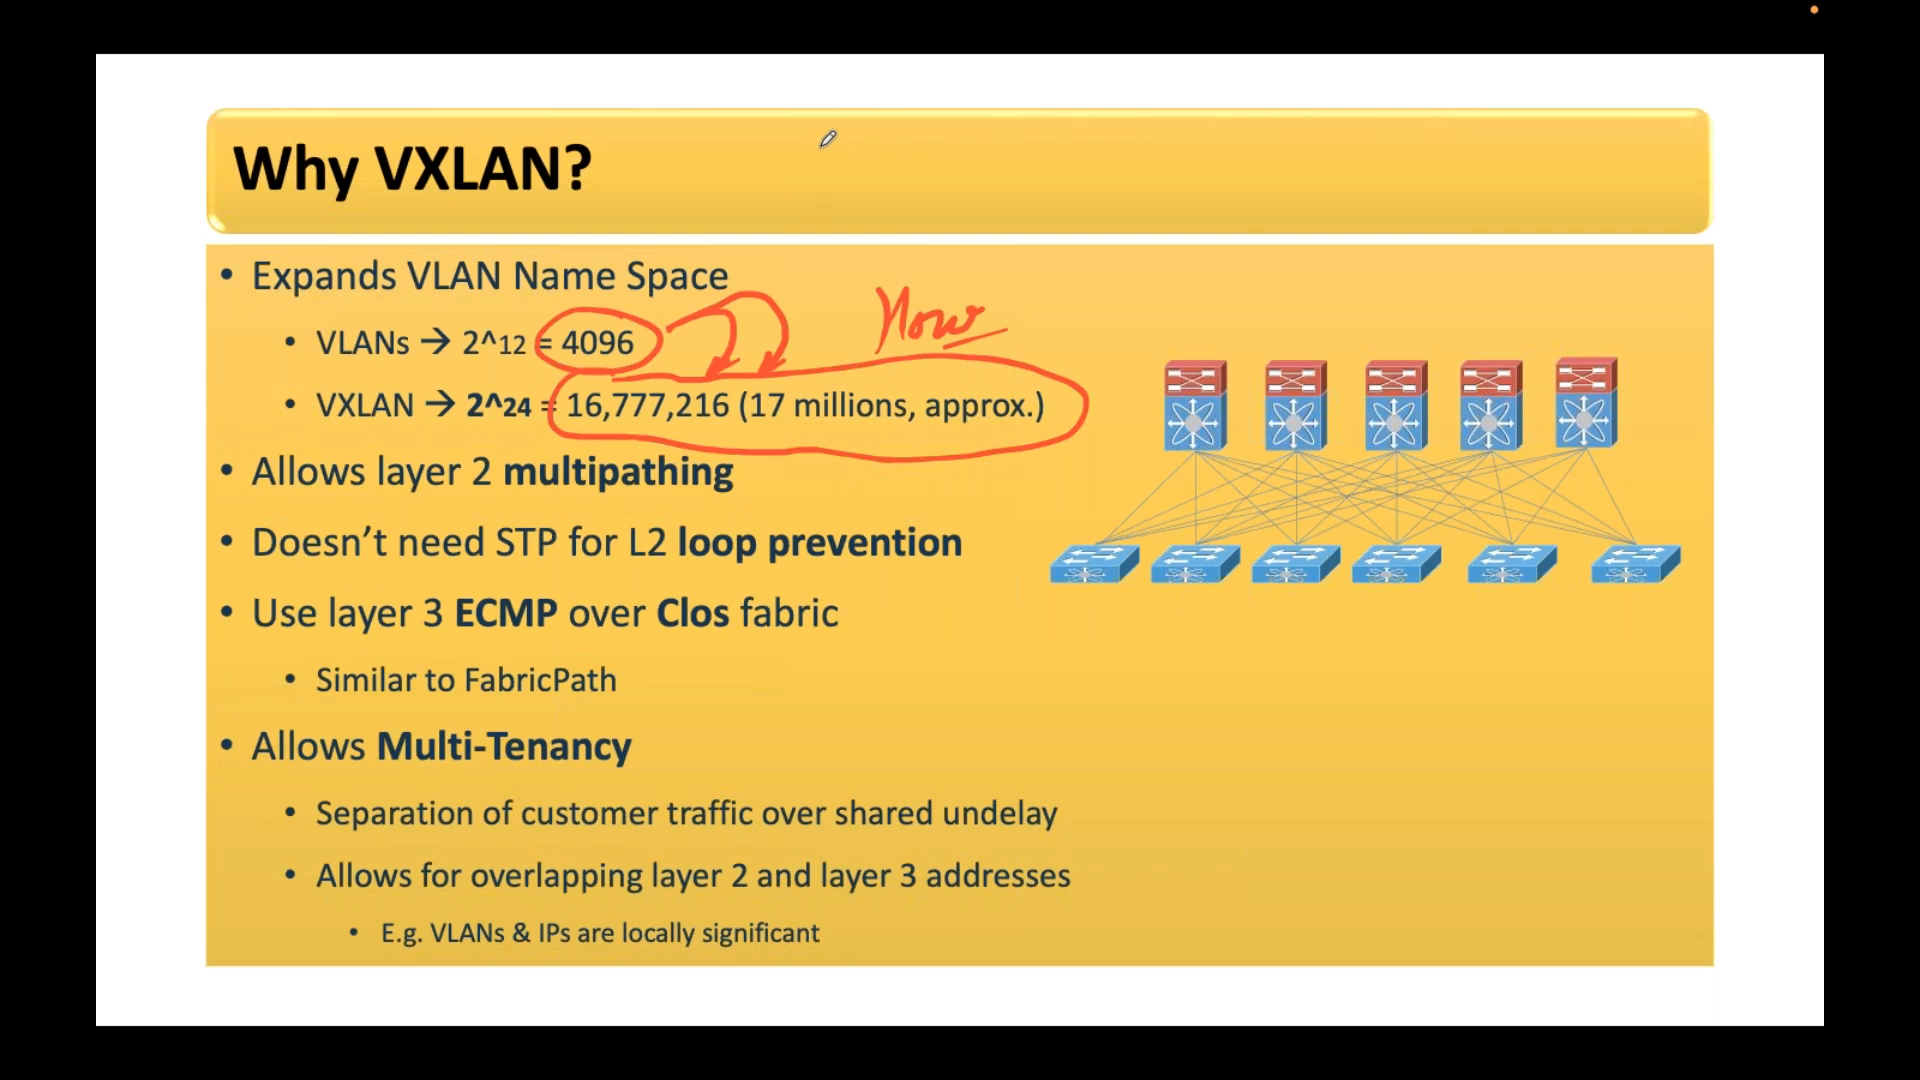 Why VXLAN?
• Expands VLAN Name Space
• VLANs → 2^12 = 4096
How
• VXLAN → 2^24 = 16,777,216 (17 millions, approx.)
• Allows layer 2 multipathing
• Doesn't need STP for L2 loop prevention
• Use layer 3 ECMP over Clos fabric
• Similar to FabricPath
• Allows Multi-Tenancy
• Separation of customer traffic over shared undelay
• Allows for overlapping layer 2 and layer 3 addresses
• E.g. VLANs & IPs are locally significant